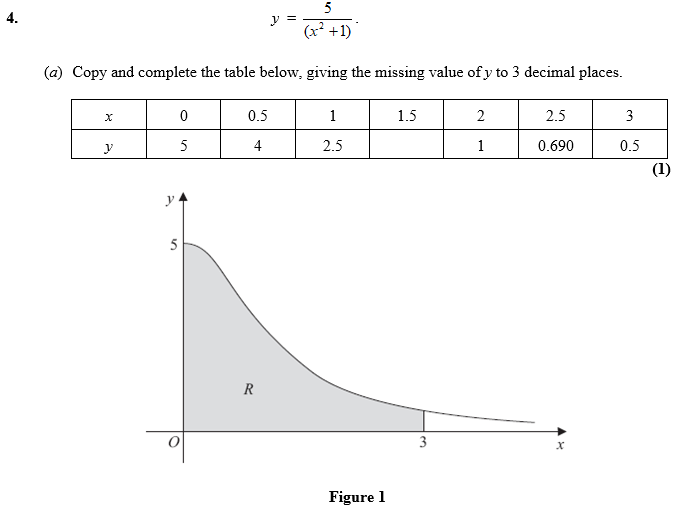 4.
y = 5/(x² + 1).
(a) Copy and complete the table below, giving the missing value of y to 3 decimal places.
x 0 0.5 1 1.5 2 2.5 3
y 5 4 2.5 1 0.690 0.5
(1)
y
5
R
O 3 x
Figure 1